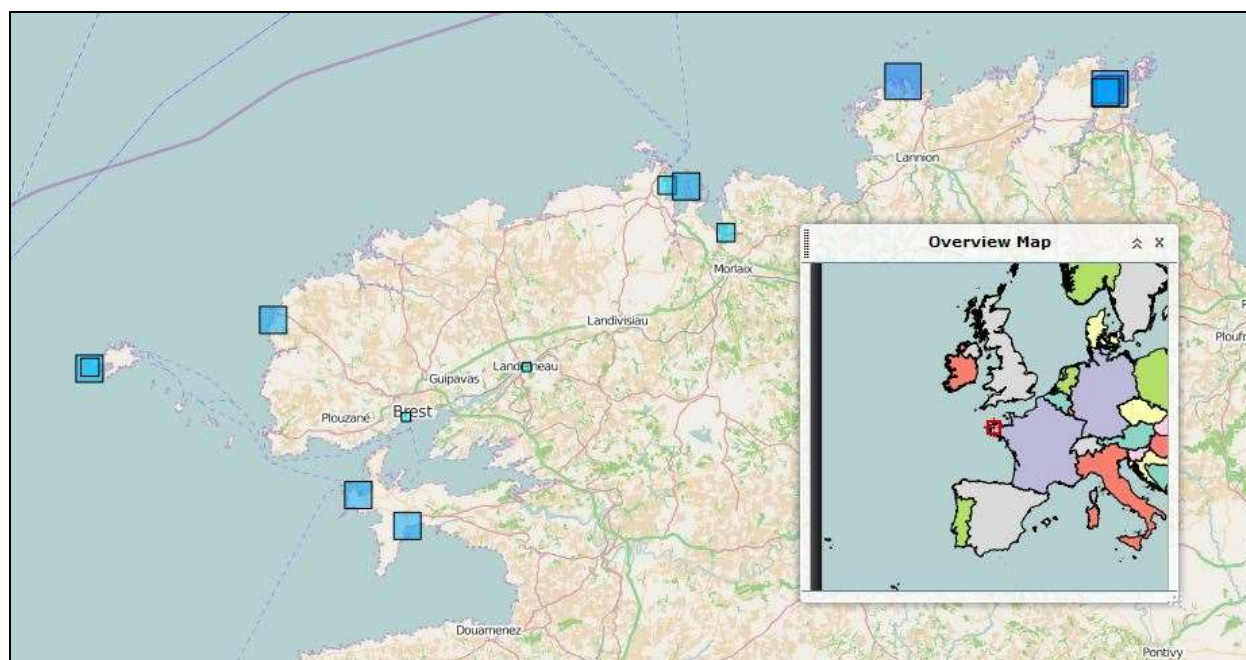 Lannion
Overview Map
Morlaix
Landivisiau
Guipavas
Plouzané
Brest
Douarnenez
Pontivy